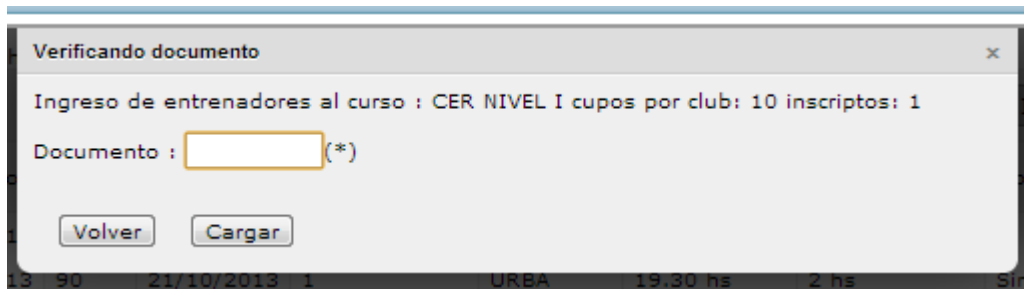 Verificando documento ×
Ingreso de entrenadores al curso : CER NIVEL I cupos por club: 10 inscriptos: 1
Documento : (*)
Volver Cargar
13 90 21/10/2013 1 URBA 19.30 hs 2 hs